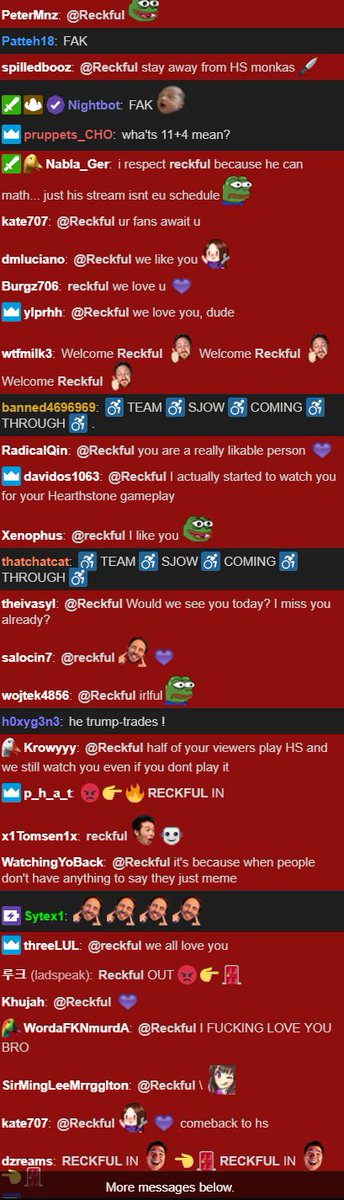 PeterMnz: @Reckful
Patteh18: FAK
spilledbooz: @Reckful stay away from HS monkas
Nightbot: FAK
pruppets_CHO: wha'ts 11+4 mean?
Nabla_Ger: i respect reckful because he can
math... just his stream isnt eu schedule
kate707: @Reckful ur fans await u
dmluciano: @Reckful we like you
Burgz706: reckful we love u
ylprhh: @Reckful we love you, dude
wtfmilk3: Welcome Reckful Welcome Reckful
Welcome Reckful
banned4696969: TEAM SJOW COMING
THROUGH .
RadicalQin: @Reckful you are a really likable person
davidos1063: @Reckful I actually started to watch you
for your Hearthstone gameplay
Xenophus: @reckful I like you
thatchatcat: TEAM SJOW COMING
THROUGH
theivasyl: @Reckful Would we see you today? I miss you
already?
salocin7: @reckful
wojtek4856: @Reckful irlful
h0xyg3n3: he trump-trades !
Krowyyy: @Reckful half of your viewers play HS and
we still watch you even if you dont play it
p_h_a_t: RECKFUL IN
x1Tomsen1x: reckful
WatchingYoBack: @Reckful it's because when people
don't have anything to say they just meme
Sytex1:
threeLUL: @reckful we all love you
루크 (ladspeak): Reckful OUT
Khujah: @Reckful
WordaFKNmurdA: @Reckful I FUCKING LOVE YOU
BRO
SirMingLeeMrrgglton: @Reckful \
kate707: @Reckful comeback to hs
dzreams: RECKFUL IN RECKFUL IN
More messages below.